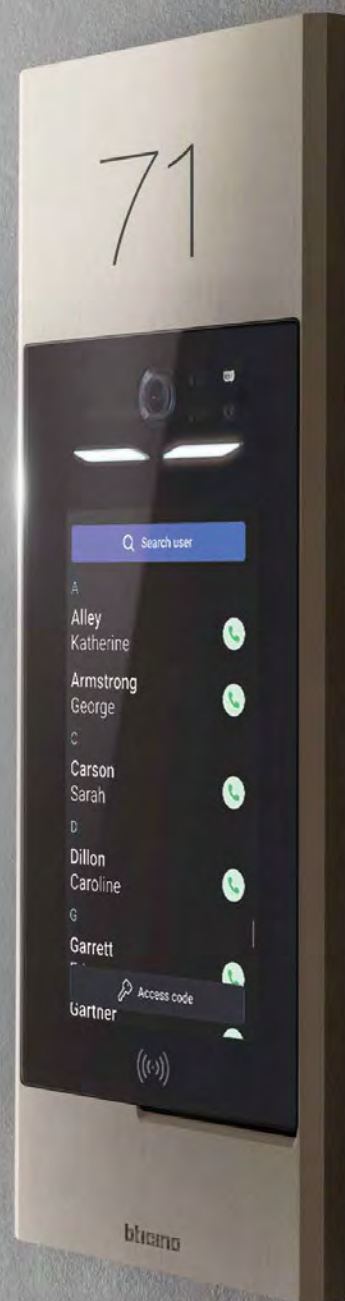 71
Search user
A
Alley
Katherine
Armstrong
George
C
Carson
Sarah
D
Dillon
Caroline
G
Garrett
Access code
Gartner
bticino